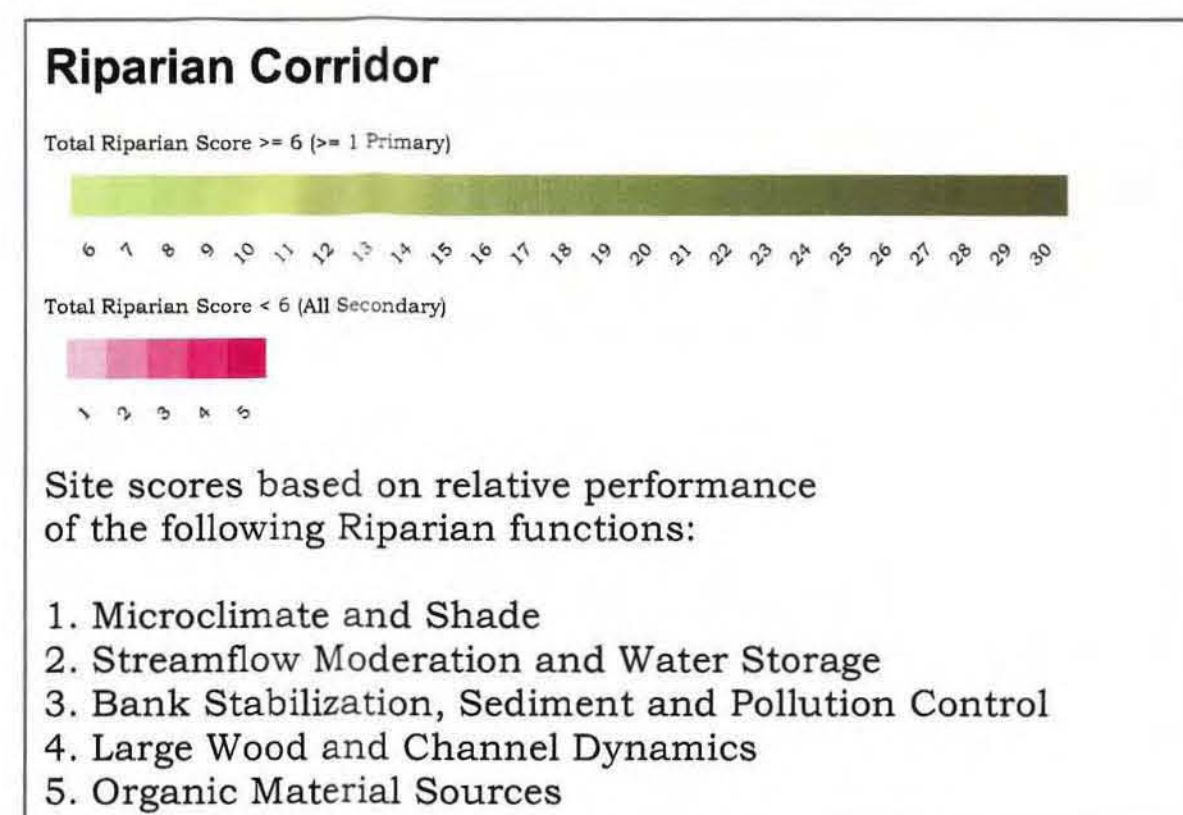 Riparian Corridor
Total Riparian Score >= 6 (>= 1 Primary)
6 7 8 9 10 11 12 13 14 15 16 17 18 19 20 21 22 23 24 25 26 27 28 29 30
Total Riparian Score < 6 (All Secondary)
1 2 3 4 5
Site scores based on relative performance
of the following Riparian functions:
1. Microclimate and Shade
2. Streamflow Moderation and Water Storage
3. Bank Stabilization, Sediment and Pollution Control
4. Large Wood and Channel Dynamics
5. Organic Material Sources